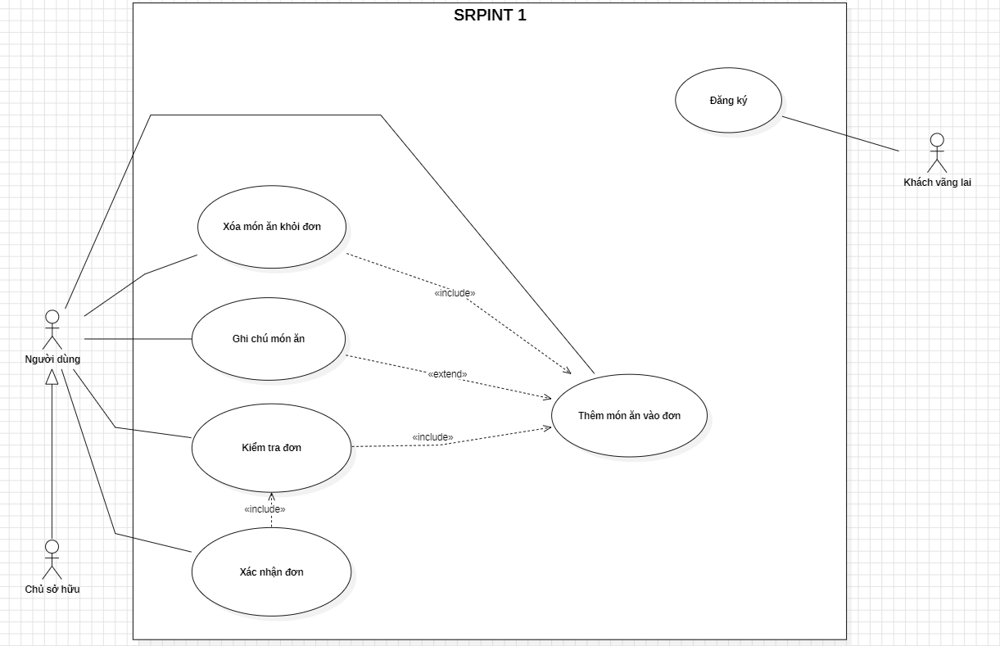 SRPINT 1
Đăng ký
Khách vãng lai
Xóa món ăn khỏi đơn
«include»
Ghi chú món ăn
Người dùng
«extend»
Thêm món ăn vào đơn
«include»
Kiểm tra đơn
«include»
Xác nhận đơn
Chủ sở hữu